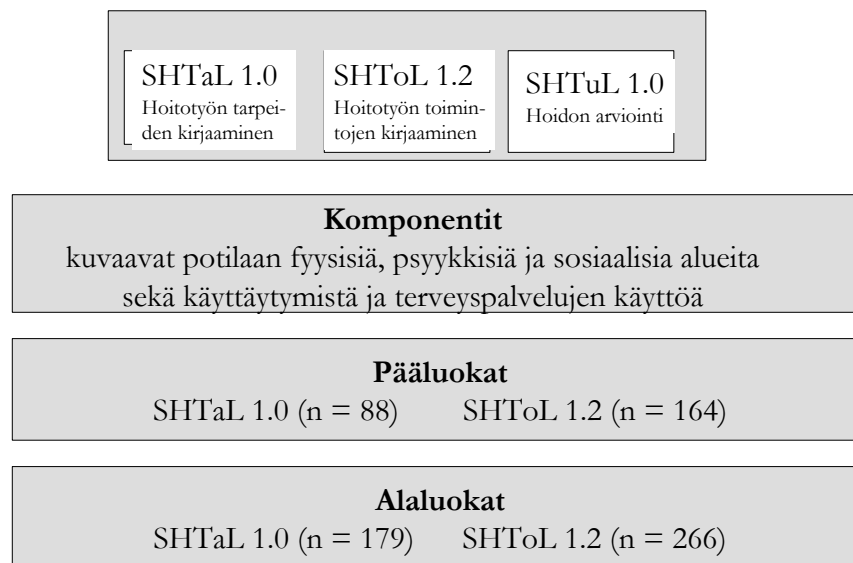 SHTaL 1.0
Hoitotyön tarpei-
den kirjaaminen
SHToL 1.2
Hoitotyön toimin-
tojen kirjaaminen
SHTuL 1.0
Hoidon arviointi
Komponentit
kuvaavat potilaan fyysisiä, psyykkisiä ja sosiaalisia alueita
sekä käyttäytymistä ja terveyspalvelujen käyttöä
Pääluokat
SHTaL 1.0 (n = 88) SHToL 1.2 (n = 164)
Alaluokat
SHTaL 1.0 (n = 179) SHToL 1.2 (n = 266)